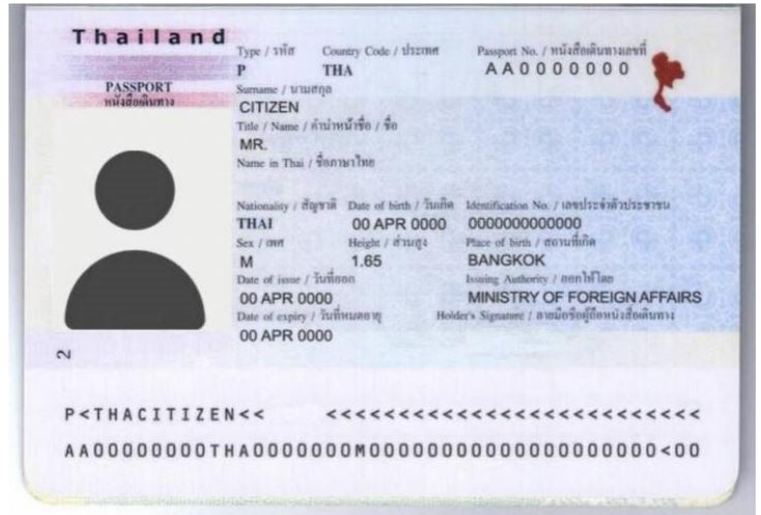 Thailand
PASSPORT
หนังสือเดินทาง
Type / รหัส Country Code / ประเทศ Passport No. / หนังสือเดินทางเลขที่
P THA AA0000000
Surname / นามสกุล
CITIZEN
Title / Name / คำนำหน้าชื่อ / ชื่อ
MR.
Name in Thai / ชื่อภาษาไทย
Nationality / สัญชาติ Date of birth / วันเกิด Identification No. / เลขประจำตัวประชาชน
THAI 00 APR 0000 0000000000000
Sex / เพศ Height / ส่วนสูง Place of birth / สถานที่เกิด
M 1.65 BANGKOK
Date of issue / วันที่ออก Issuing Authority / ออกให้โดย
00 APR 0000 MINISTRY OF FOREIGN AFFAIRS
Date of expiry / วันที่หมดอายุ Holder's Signature / ลายมือชื่อผู้ถือหนังสือเดินทาง
00 APR 0000
2
P<THACITIZEN<< <<<<<<<<<<<<<<<<<<<<<<<<<<
AA00000000THA0000000M000000000000000000000<00